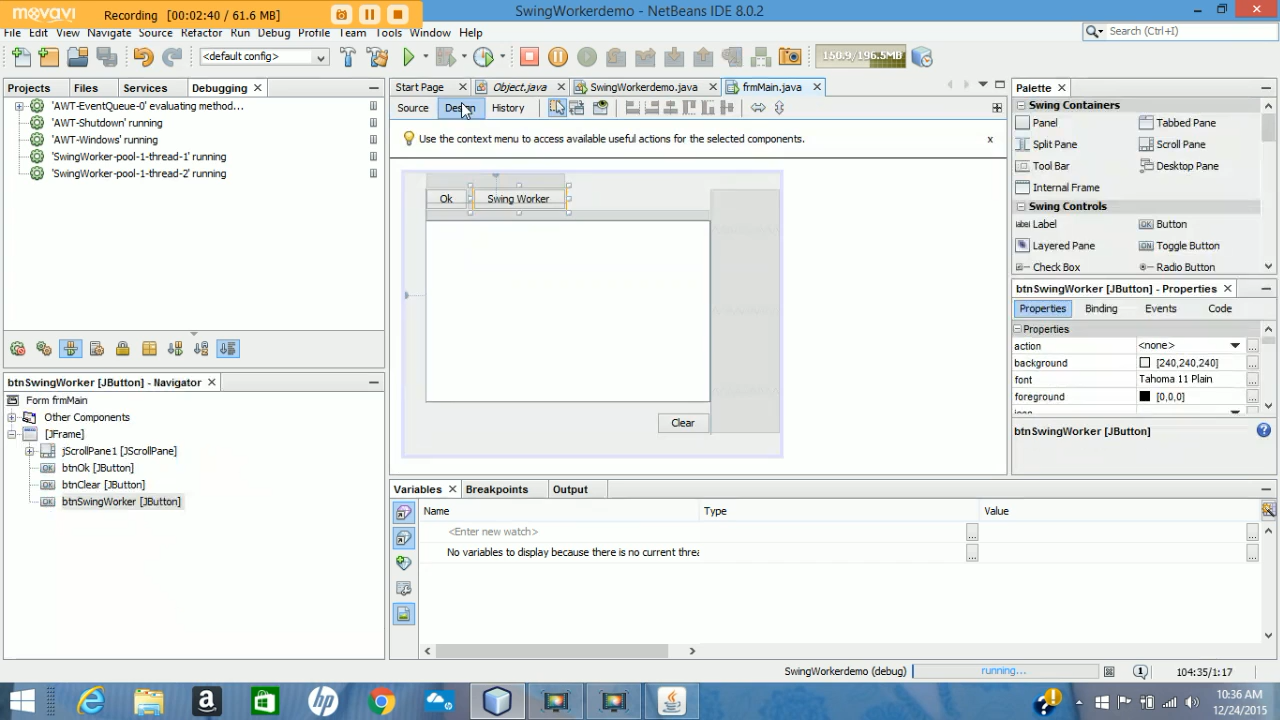 movavi Recording (00:02:40 / 61.6 MB)
SwingWorkerdemo - NetBeans IDE 8.0.2
File Edit View Navigate Source Refactor Run Debug Profile Team Tools Window Help
Search (Ctrl+I)
<default config>
150.9/196.5MB
Projects Files Services Debugging
Start Page Object.java SwingWorkerdemo.java frmMain.java
Palette
'AWT-EventQueue-0' evaluating method...
'AWT-Shutdown' running
'AWT-Windows' running
'SwingWorker-pool-1-thread-1' running
'SwingWorker-pool-1-thread-2' running
Source Design History
Use the context menu to access available useful actions for the selected components.
Ok Swing Worker
Clear
Swing Containers
Panel Tabbed Pane
Split Pane Scroll Pane
Tool Bar Desktop Pane
Internal Frame
Swing Controls
label Label OK Button
Layered Pane ON Toggle Button
Check Box Radio Button
btnSwingWorker [JButton] - Properties
Properties Binding Events Code
Properties
action <none> ...
background [240,240,240] ...
font Tahoma 11 Plain ...
foreground [0,0,0] ...
btnSwingWorker [JButton]
btnSwingWorker [JButton] - Navigator
Form frmMain
Other Components
[JFrame]
jScrollPane1 [JScrollPane]
OK btnOk [JButton]
OK btnClear [JButton]
OK btnSwingWorker [JButton]
Variables Breakpoints Output
Name Type Value
<Enter new watch> ... ...
No variables to display because there is no current threa ... ...
SwingWorkerdemo (debug) running... 1 104:35/1:17
10:36 AM
12/24/2015